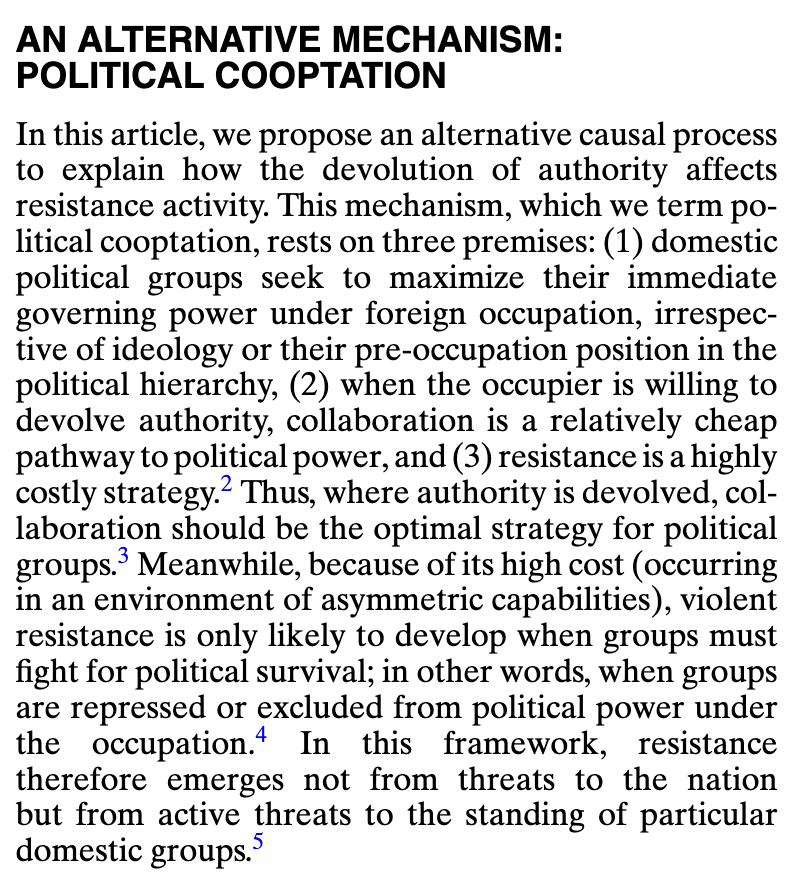 AN ALTERNATIVE MECHANISM:
POLITICAL COOPTATION
In this article, we propose an alternative causal process
to explain how the devolution of authority affects
resistance activity. This mechanism, which we term po-
litical cooptation, rests on three premises: (1) domestic
political groups seek to maximize their immediate
governing power under foreign occupation, irrespec-
tive of ideology or their pre-occupation position in the
political hierarchy, (2) when the occupier is willing to
devolve authority, collaboration is a relatively cheap
pathway to political power, and (3) resistance is a highly
costly strategy.2 Thus, where authority is devolved, col-
laboration should be the optimal strategy for political
groups.3 Meanwhile, because of its high cost (occurring
in an environment of asymmetric capabilities), violent
resistance is only likely to develop when groups must
fight for political survival; in other words, when groups
are repressed or excluded from political power under
the occupation.4 In this framework, resistance
therefore emerges not from threats to the nation
but from active threats to the standing of particular
domestic groups.5